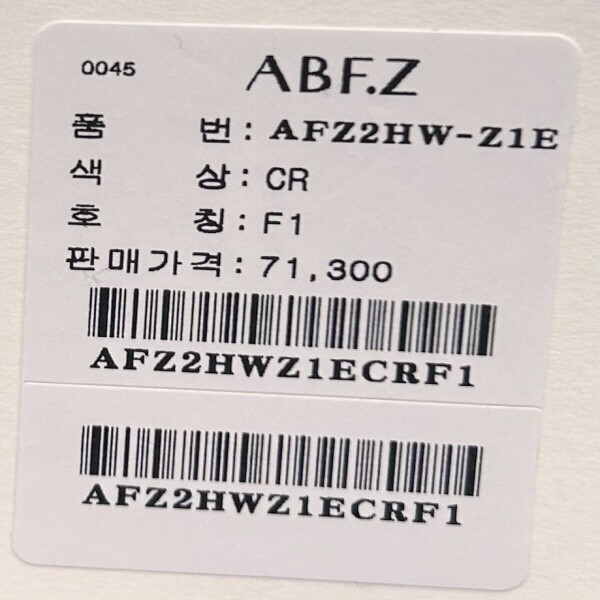 0045 ABF.Z
품 번 : AFZ2HW-Z1E
색 상 : CR
호 칭 : F1
판매가격 : 71,300
AFZ2HWZ1ECRF1
AFZ2HWZ1ECRF1